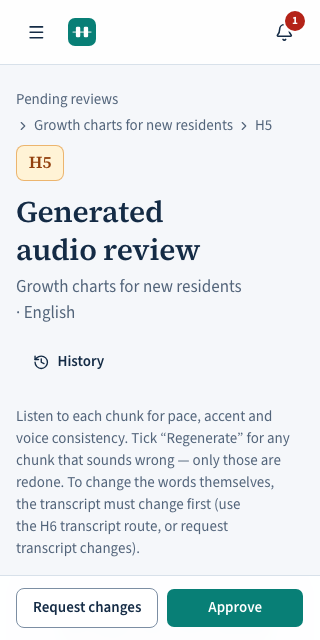 1
Pending reviews
Growth charts for new residents
H5
H5
Generated
audio review
Growth charts for new residents
· English
History
Listen to each chunk for pace, accent and
voice consistency. Tick “Regenerate” for any
chunk that sounds wrong — only those are
redone. To change the words themselves,
the transcript must change first (use
the H6 transcript route, or request
transcript changes).
Request changes
Approve